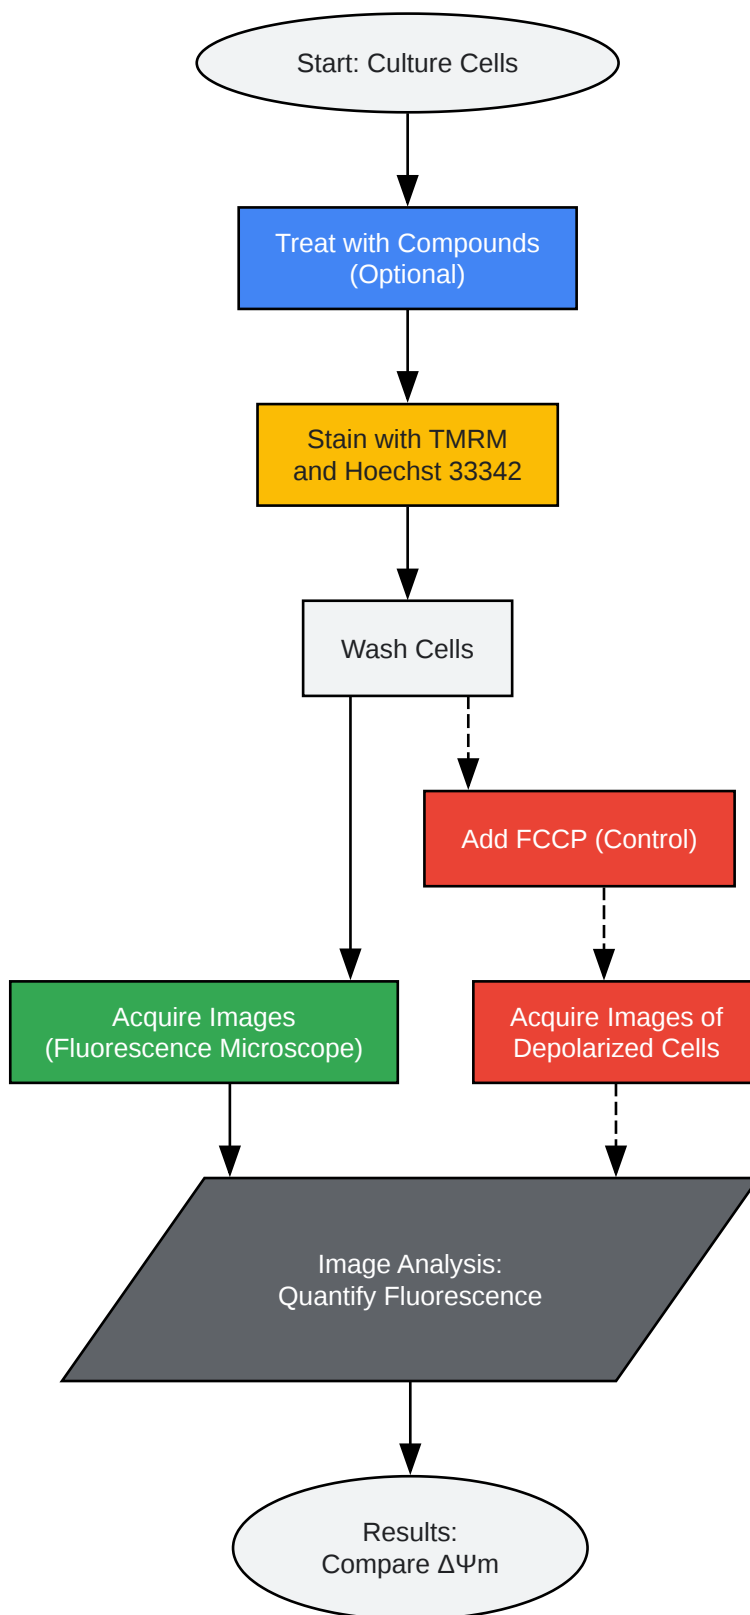 Start: Culture Cells
Treat with Compounds
(Optional)
Stain with TMRM
and Hoechst 33342
Wash Cells
Add FCCP (Control)
Acquire Images
(Fluorescence Microscope)
Acquire Images of
Depolarized Cells
Image Analysis:
Quantify Fluorescence
Results:
Compare ΔΨm